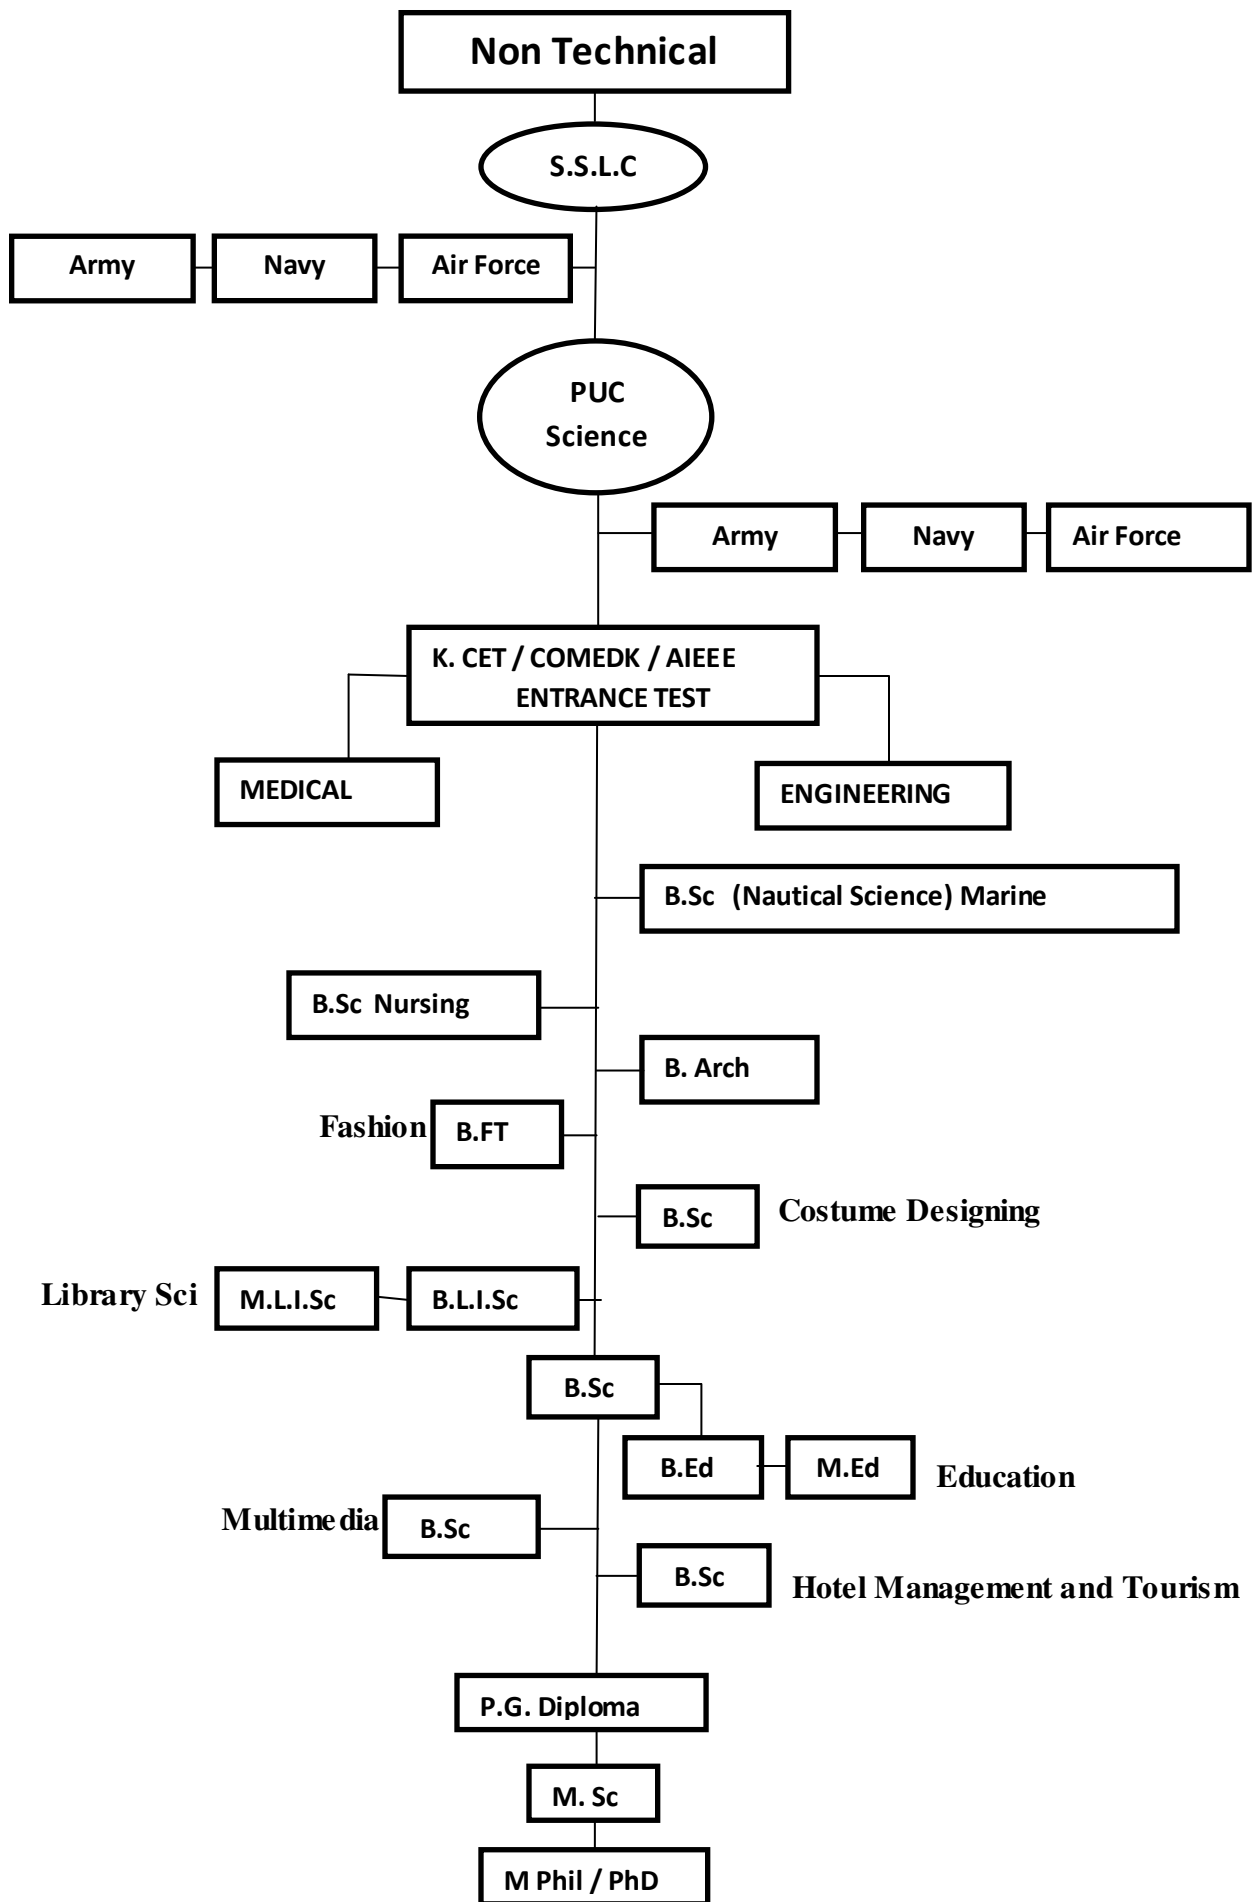 Non Technical
S.S.L.C
Army
Navy
Air Force
PUC
Science
Army
Navy
Air Force
K. CET / COMEDK / AIEEE
ENTRANCE TEST
MEDICAL
ENGINEERING
B.Sc (Nautical Science) Marine
B.Sc Nursing
B. Arch
Fashion
B.FT
B.Sc
Costume Designing
Library Sci
M.L.I.Sc
B.L.I.Sc
B.Sc
B.Ed
M.Ed
Education
Multimedia
B.Sc
B.Sc
Hotel Management and Tourism
P.G. Diploma
M. Sc
M Phil / PhD